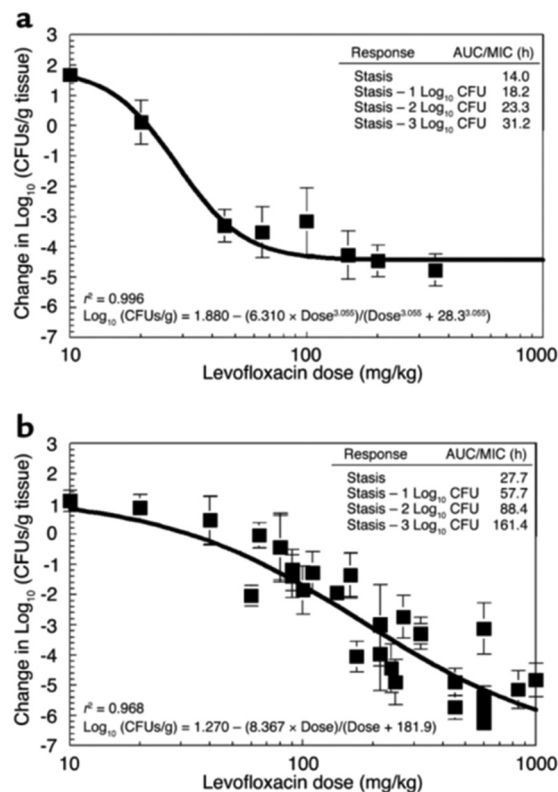 a
Response AUC/MIC (h)
Stasis 14.0
Stasis – 1 Log₁₀ CFU 18.2
Stasis – 2 Log₁₀ CFU 23.3
Stasis – 3 Log₁₀ CFU 31.2
Change in Log₁₀ (CFUs/g tissue)
3
2
1
0
-1
-2
-3
-4
-5
-6
-7
r² = 0.996
Log₁₀ (CFUs/g) = 1.880 – (6.310 × Dose³·⁰⁵⁵)/(Dose³·⁰⁵⁵ + 28.3³·⁰⁵⁵)
10 100 1000
Levofloxacin dose (mg/kg)
b
Response AUC/MIC (h)
Stasis 27.7
Stasis – 1 Log₁₀ CFU 57.7
Stasis – 2 Log₁₀ CFU 88.4
Stasis – 3 Log₁₀ CFU 161.4
Change in Log₁₀ (CFUs/g tissue)
3
2
1
0
-1
-2
-3
-4
-5
-6
-7
r² = 0.968
Log₁₀ (CFUs/g) = 1.270 – (8.367 × Dose)/(Dose + 181.9)
10 100 1000
Levofloxacin dose (mg/kg)